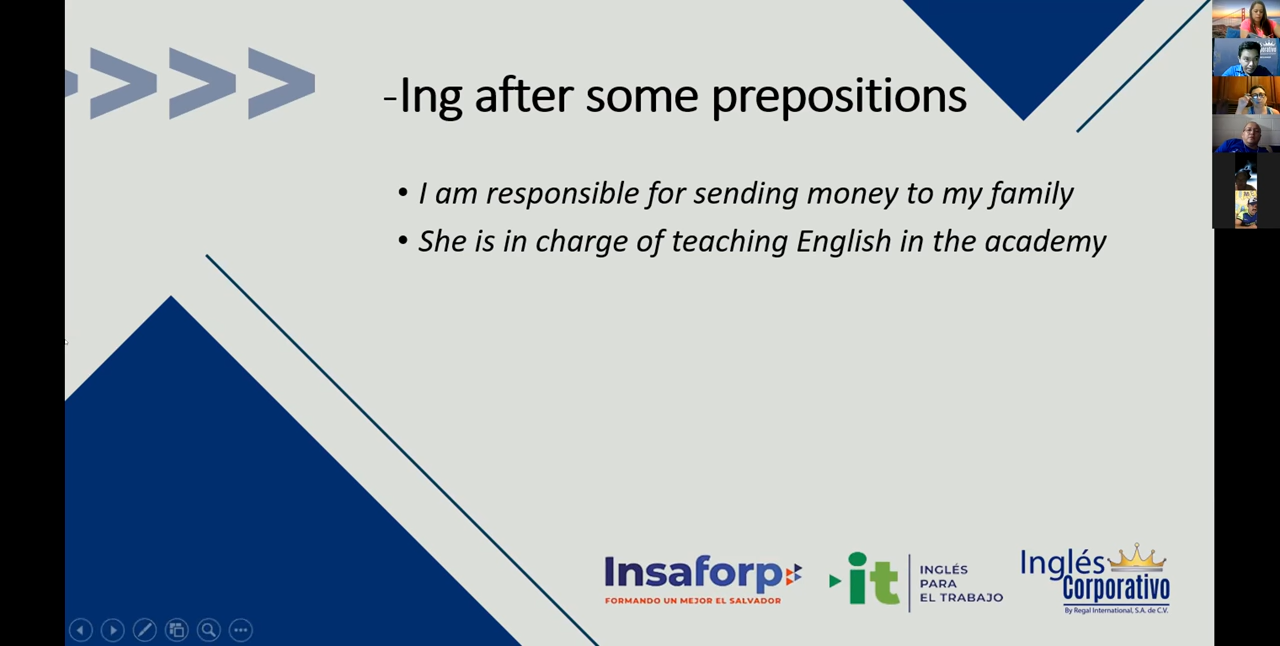 -Ing after some prepositions
• I am responsible for sending money to my family
• She is in charge of teaching English in the academy
Insaforp
FORMANDO UN MEJOR EL SALVADOR
it
INGLÉS
PARA
EL TRABAJO
Inglés
Corporativo
By Regal International, S.A. de C.V.